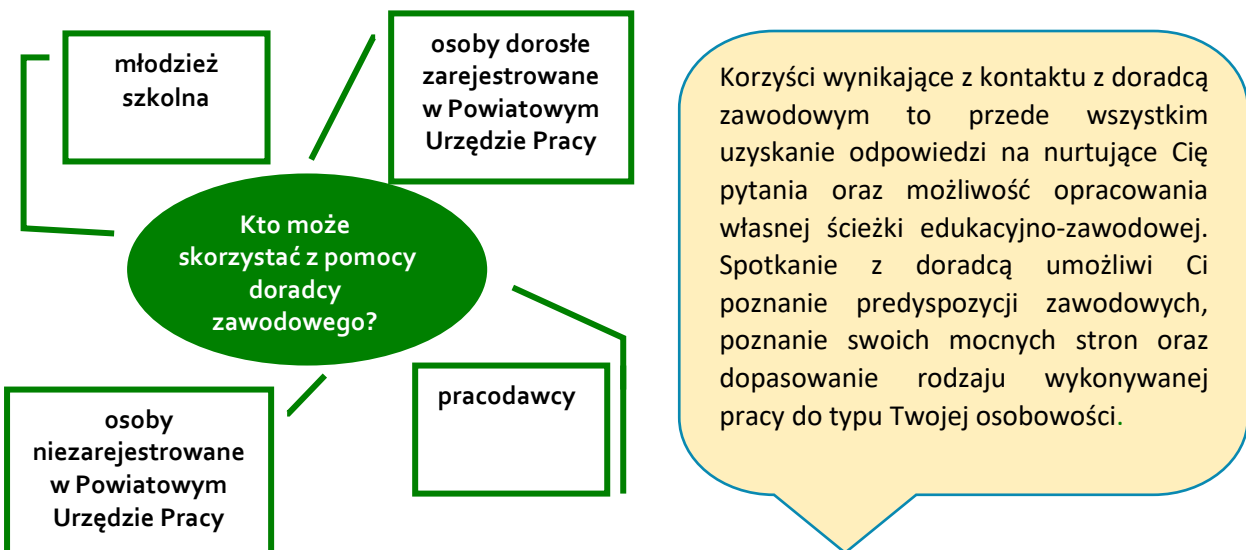 młodzież
szkolna
osoby dorosłe
zarejestrowane
w Powiatowym
Urzędzie Pracy
Kto może
skorzystać z pomocy
doradcy
zawodowego?
osoby
niezarejestrowane
w Powiatowym
Urzędzie Pracy
pracodawcy
Korzyści wynikające z kontaktu z doradcą
zawodowym to przede wszystkim
uzyskanie odpowiedzi na nurtujące Cię
pytania oraz możliwość opracowania
własnej ścieżki edukacyjno-zawodowej.
Spotkanie z doradcą umożliwi Ci
poznanie predyspozycji zawodowych,
poznanie swoich mocnych stron oraz
dopasowanie rodzaju wykonywanej
pracy do typu Twojej osobowości.